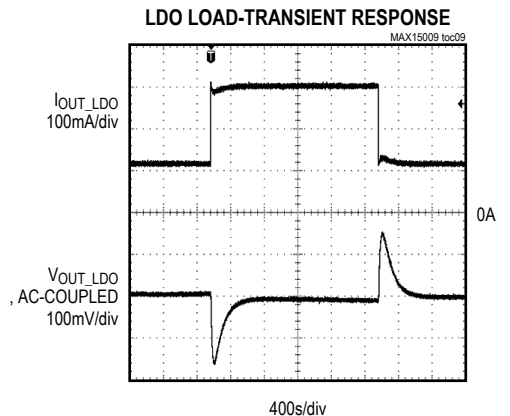 LDO LOAD-TRANSIENT RESPONSE
MAX15009 toc09
T
IOUT_LDO
100mA/div
0A
VOUT_LDO
, AC-COUPLED
100mV/div
400s/div